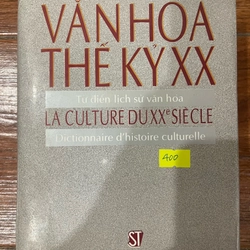 VĂN HÓA
THẾ KỶ XX
Từ điển lịch sử văn hóa
LA CULTURE DU XXᵉ SIÈCLE
Dictionnaire d'histoire culturelle
400
ST